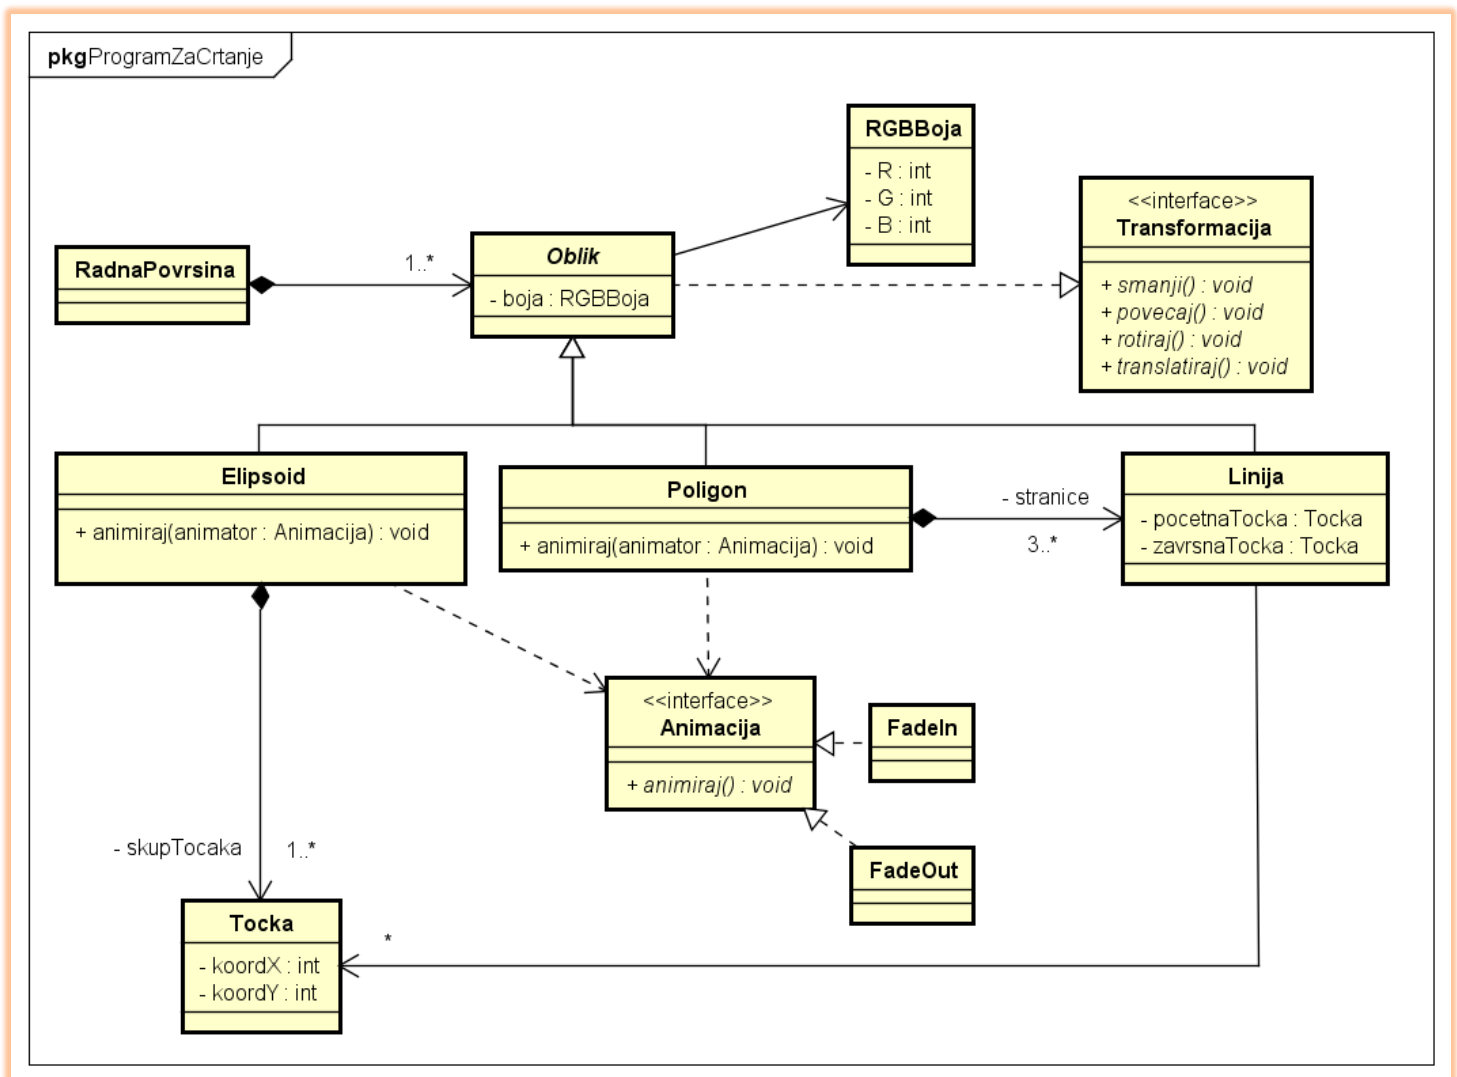 pkgProgramZaCrtanje
RGBBoja
- R : int
- G : int
- B : int
<<interface>>
Transformacija
+ smanji() : void
+ povecaj() : void
+ rotiraj() : void
+ translatiraj() : void
RadnaPovrsina
1..*
Oblik
- boja : RGBBoja
Elipsoid
+ animiraj(animator : Animacija) : void
Poligon
+ animiraj(animator : Animacija) : void
- stranice
3..*
Linija
- pocetnaTocka : Tocka
- zavrsnaTocka : Tocka
<<interface>>
Animacija
+ animiraj() : void
FadeIn
FadeOut
- skupTocaka
1..*
Tocka
- koordX : int
- koordY : int
*